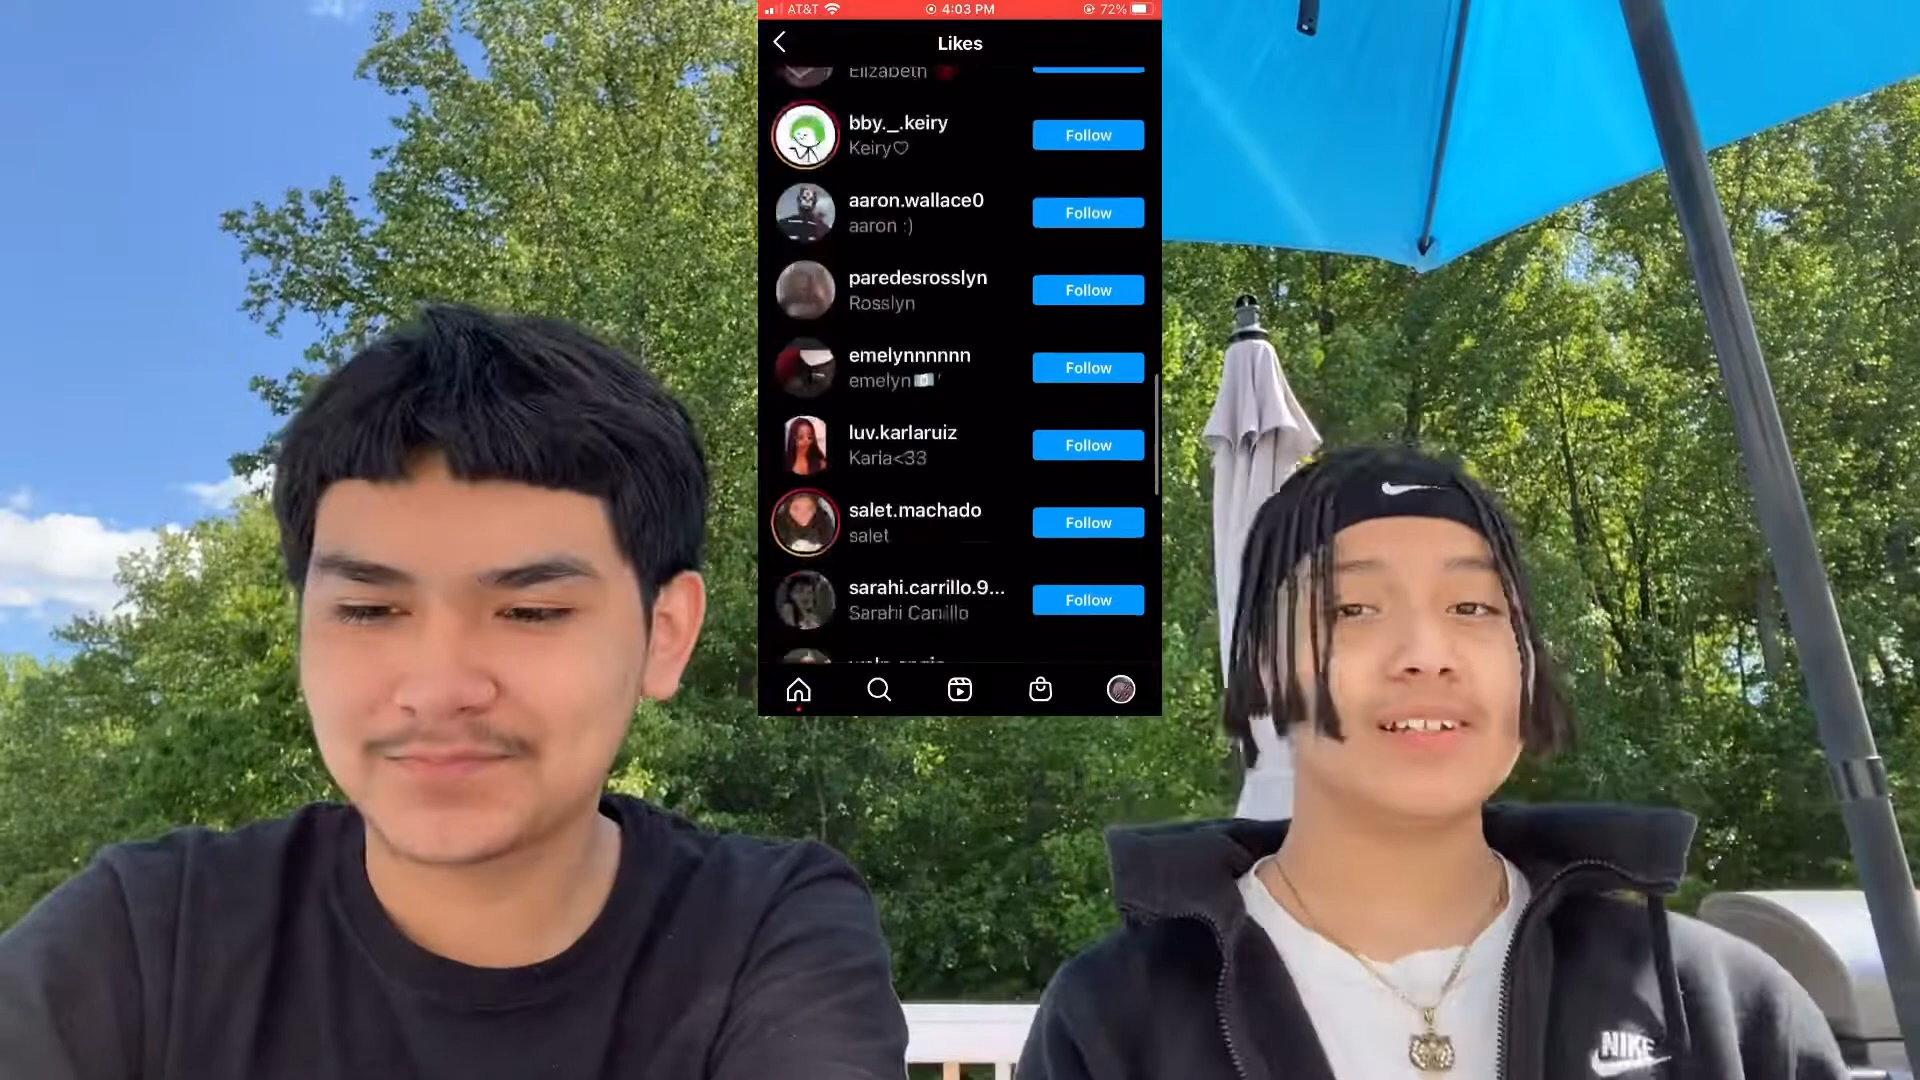 AT&T 4:03 PM 72%
Likes
Elizabeth
bby._.keiry
Keiry♡
Follow
aaron.wallace0
aaron :)
Follow
paredesrosslyn
Rosslyn
Follow
emelynnnnnn
emelyn
Follow
luv.karlaruiz
Karla<33
Follow
salet.machado
salet
Follow
sarahi.carrillo.9...
Sarahi Carrillo
Follow
NIKE